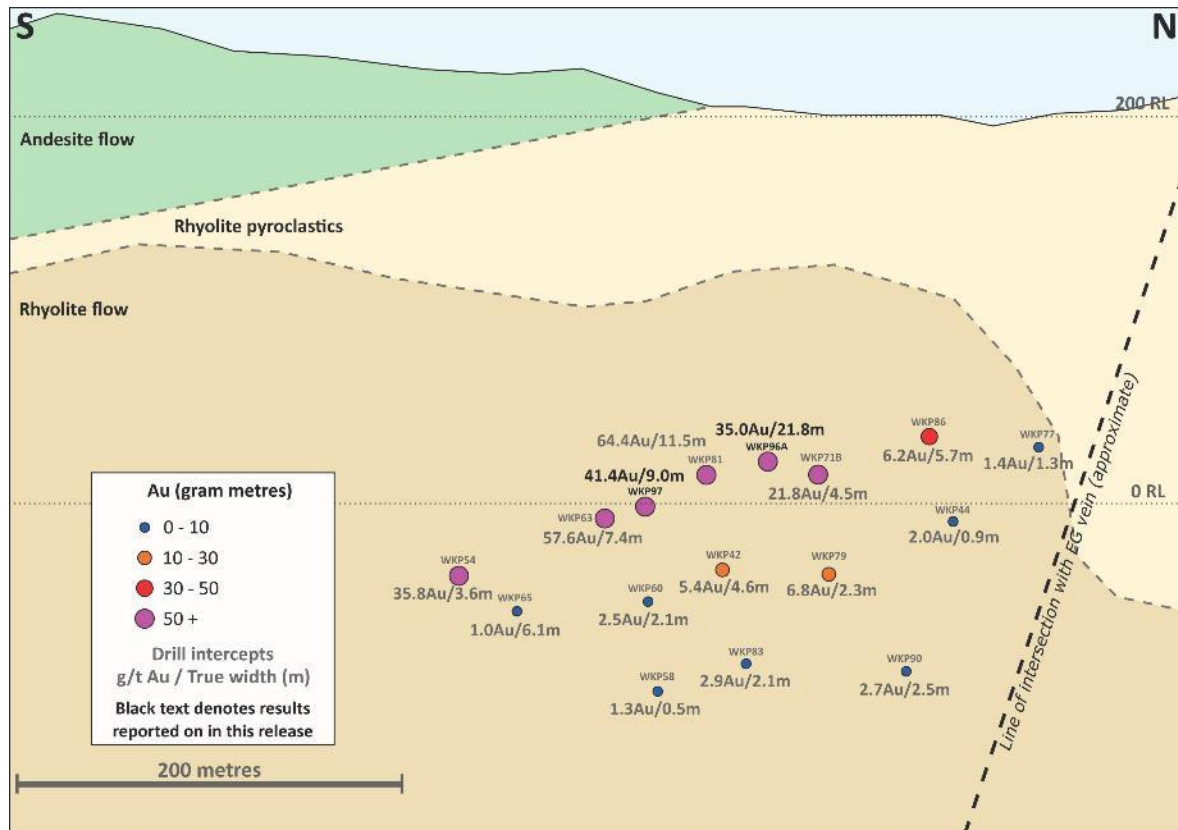 S
N
200 RL
Andesite flow
Rhyolite pyroclastics
Rhyolite flow
35.0Au/21.8m
WKP96A
64.4Au/11.5m
WKP81
WKP71B
21.8Au/4.5m
WKP86
6.2Au/5.7m
WKP77
1.4Au/1.3m
41.4Au/9.0m
WKP97
0 RL
WKP63
57.6Au/7.4m
WKP44
2.0Au/0.9m
WKP54
35.8Au/3.6m
WKP65
1.0Au/6.1m
WKP60
2.5Au/2.1m
WKP42
5.4Au/4.6m
WKP79
6.8Au/2.3m
WKP58
1.3Au/0.5m
WKP83
2.9Au/2.1m
WKP90
2.7Au/2.5m
Line of intersection with EG vein (approximate)
Au (gram metres)
0 - 10
10 - 30
30 - 50
50 +
Drill intercepts
g/t Au / True width (m)
Black text denotes results
reported on in this release
200 metres